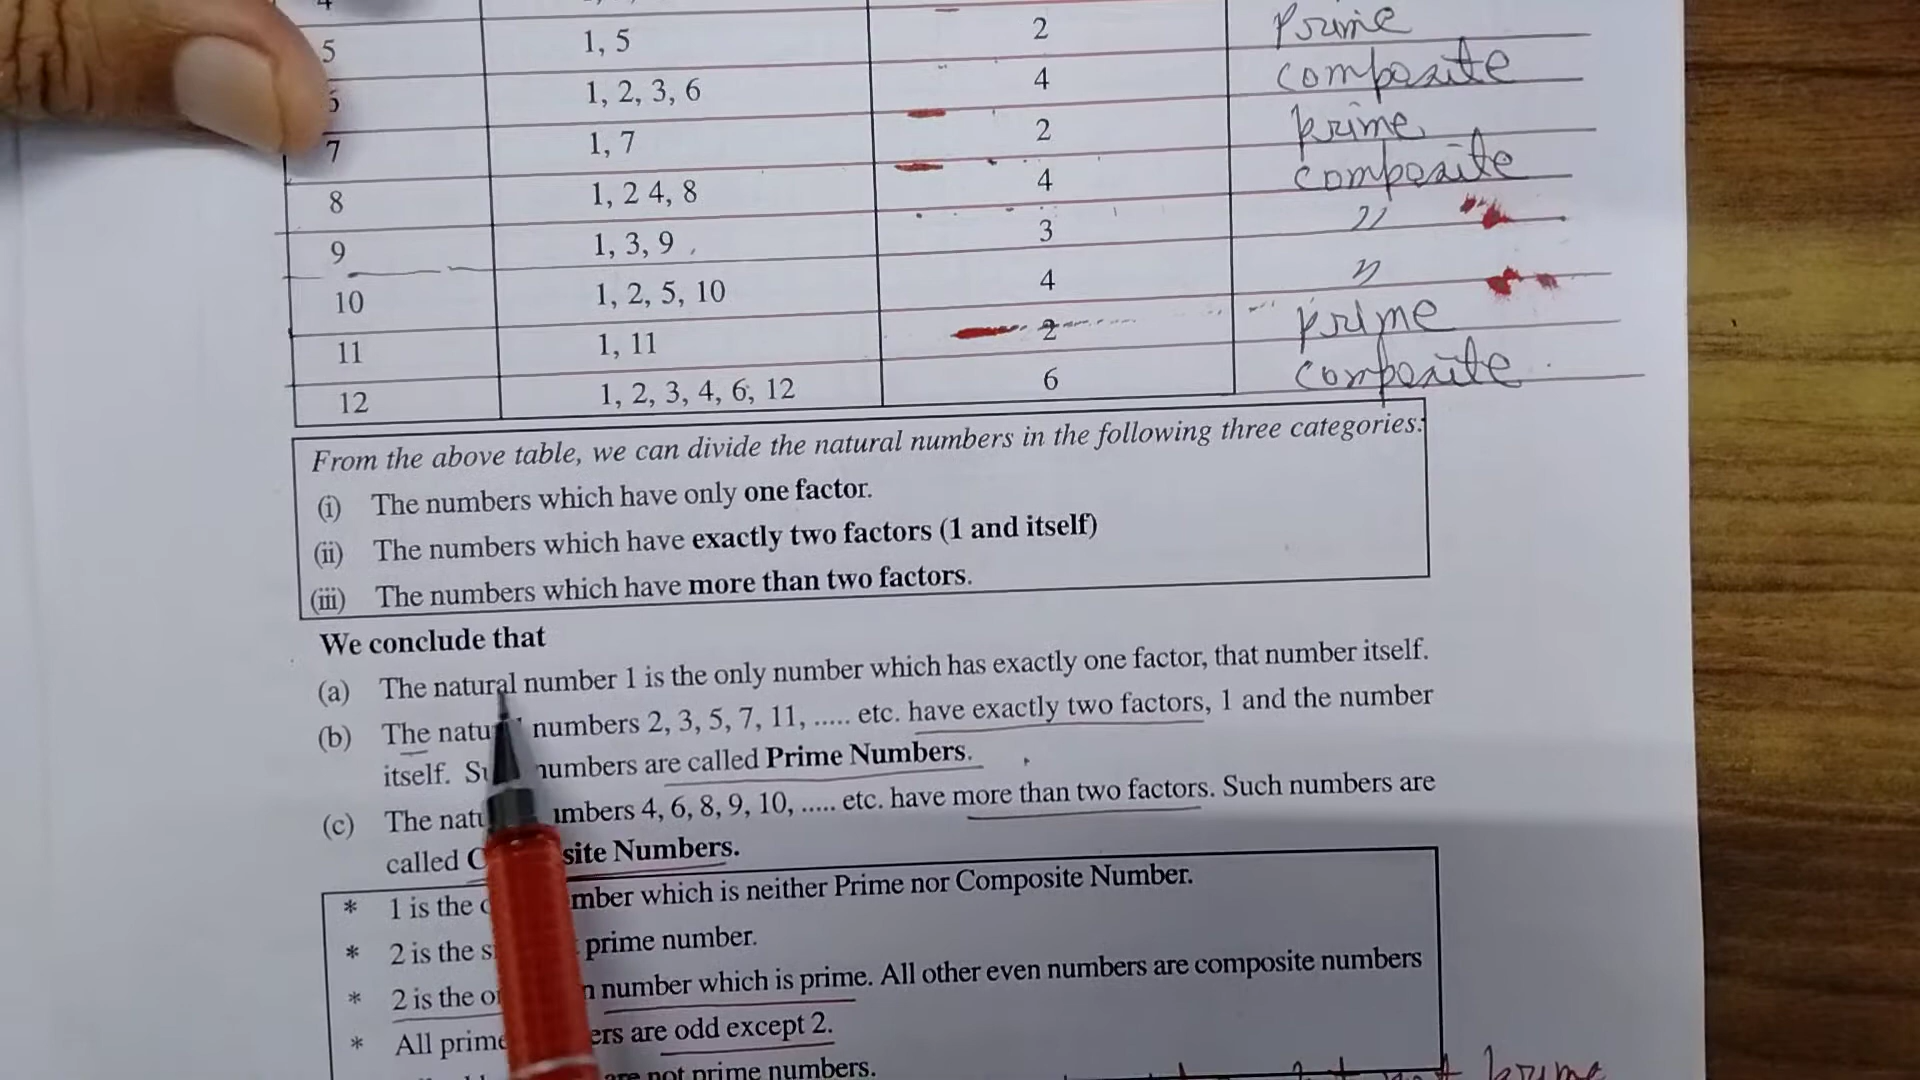 5 1, 5 2 Prime
6 1, 2, 3, 6 4 composite
7 1, 7 2 prime
8 1, 2 4, 8 4 composite
9 1, 3, 9 3 "
10 1, 2, 5, 10 4 "
11 1, 11 2 prime
12 1, 2, 3, 4, 6, 12 6 composite
From the above table, we can divide the natural numbers in the following three categories:
(i) The numbers which have only one factor.
(ii) The numbers which have exactly two factors (1 and itself)
(iii) The numbers which have more than two factors.
We conclude that
(a) The natural number 1 is the only number which has exactly one factor, that number itself.
(b) The natu numbers 2, 3, 5, 7, 11, ..... etc. have exactly two factors, 1 and the number
itself. numbers are called Prime Numbers.
(c) The natu umbers 4, 6, 8, 9, 10, ..... etc. have more than two factors. Such numbers are
called C site Numbers.
* 1 is the mber which is neither Prime nor Composite Number.
* 2 is the s prime number.
* 2 is the o n number which is prime. All other even numbers are composite numbers
* All prime ers are odd except 2.
are not prime numbers.
prime